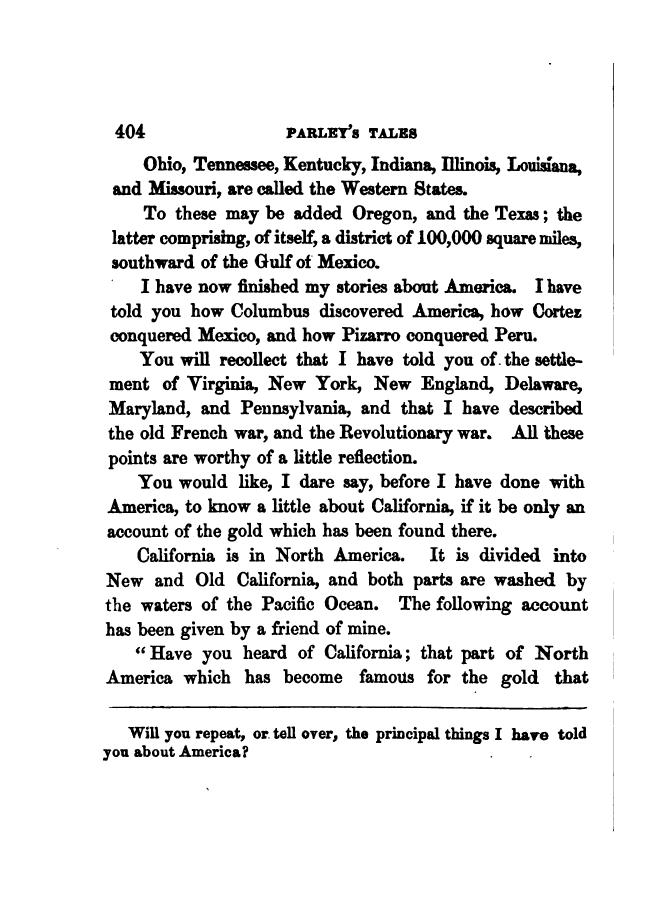 404 PARLEY'S TALES
Ohio, Tennessee, Kentucky, Indiana, Illinois, Louisiana,
and Missouri, are called the Western States.
To these may be added Oregon, and the Texas; the
latter comprising, of itself, a district of 100,000 square miles,
southward of the Gulf of Mexico.
I have now finished my stories about America. I have
told you how Columbus discovered America, how Cortez
conquered Mexico, and how Pizarro conquered Peru.
You will recollect that I have told you of the settle-
ment of Virginia, New York, New England, Delaware,
Maryland, and Pennsylvania, and that I have described
the old French war, and the Revolutionary war. All these
points are worthy of a little reflection.
You would like, I dare say, before I have done with
America, to know a little about California, if it be only an
account of the gold which has been found there.
California is in North America. It is divided into
New and Old California, and both parts are washed by
the waters of the Pacific Ocean. The following account
has been given by a friend of mine.
"Have you heard of California; that part of North
America which has become famous for the gold that
Will you repeat, or tell over, the principal things I have told
you about America?